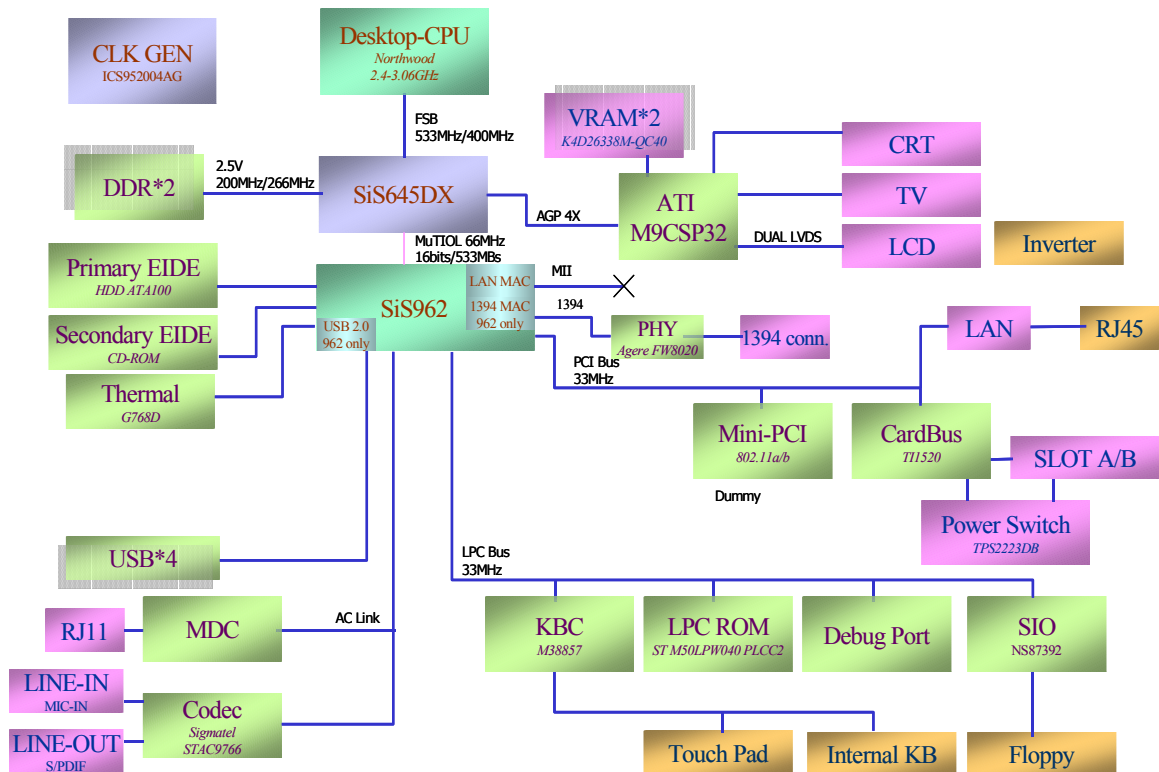 CLK GEN
ICS952004AG
Desktop-CPU
Northwood
2.4-3.06GHz
FSB
533MHz/400MHz
VRAM*2
K4D26338M-QC40
CRT
DDR*2
2.5V
200MHz/266MHz
SiS645DX
AGP 4X
ATI
M9CSP32
TV
DUAL LVDS
LCD
Inverter
MuTIOL 66MHz
16bits/533MBs
Primary EIDE
HDD ATA100
SiS962
LAN MAC
MII
1394 MAC
962 only
1394
USB 2.0
962 only
Secondary EIDE
CD-ROM
PHY
Agere FW8020
1394 conn.
LAN
RJ45
PCI Bus
33MHz
Thermal
G768D
Mini-PCI
802.11a/b
Dummy
CardBus
TI1520
SLOT A/B
Power Switch
TPS2223DB
USB*4
LPC Bus
33MHz
RJ11
MDC
AC Link
KBC
M38857
LPC ROM
ST M50LPW040 PLCC2
Debug Port
SIO
NS87392
LINE-IN
MIC-IN
Codec
Sigmatel
STAC9766
LINE-OUT
S/PDIF
Touch Pad
Internal KB
Floppy